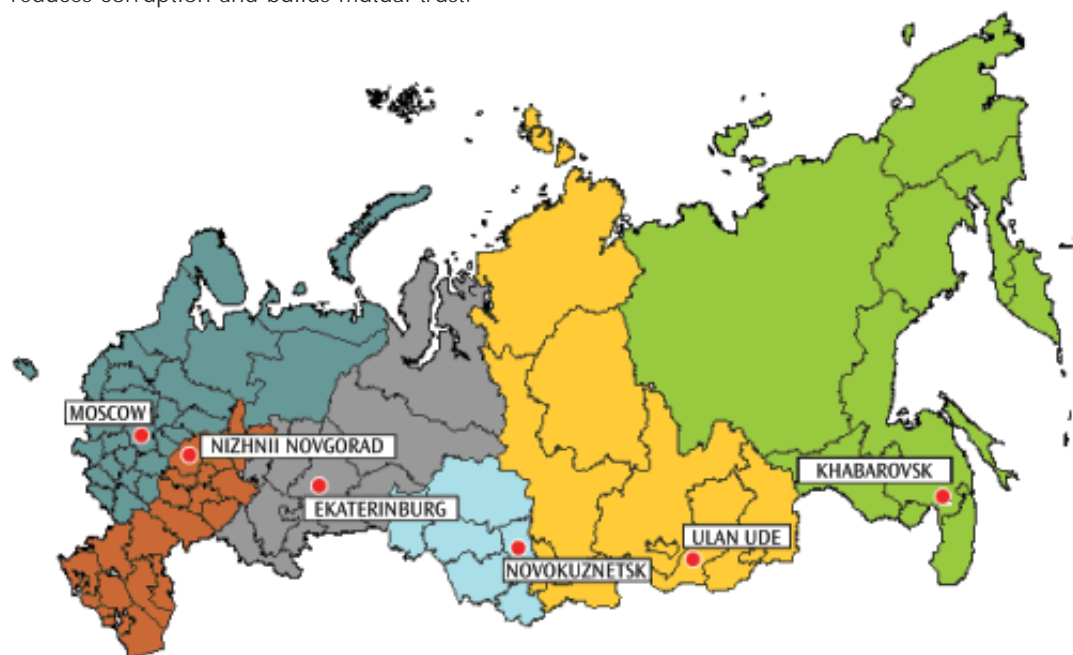 reduces corruption and builds mutual trust.
MOSCOW
NIZHNII NOVGORAD
EKATERINBURG
NOVOKUZNETSK
ULAN UDE
KHABAROVSK